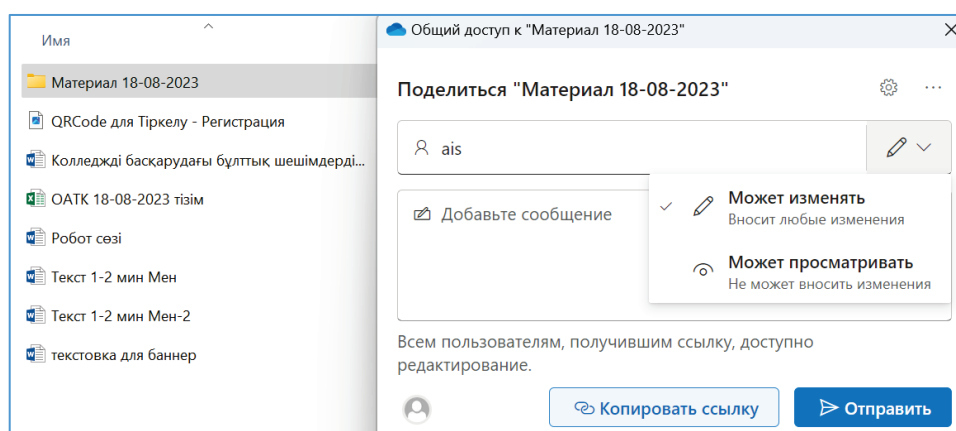 Имя
Материал 18-08-2023
QRCode для Тіркелу - Регистрация
Колледжді басқарудағы бұлттық шешімдерді...
ОАТК 18-08-2023 тізім
Робот сөзі
Текст 1-2 мин Мен
Текст 1-2 мин Мен-2
текстовка для баннер
Общий доступ к "Материал 18-08-2023"
Поделиться "Материал 18-08-2023"
ais
Добавьте сообщение
Может изменять
Вносит любые изменения
Может просматривать
Не может вносить изменения
Всем пользователям, получившим ссылку, доступно
редактирование.
Копировать ссылку
Отправить